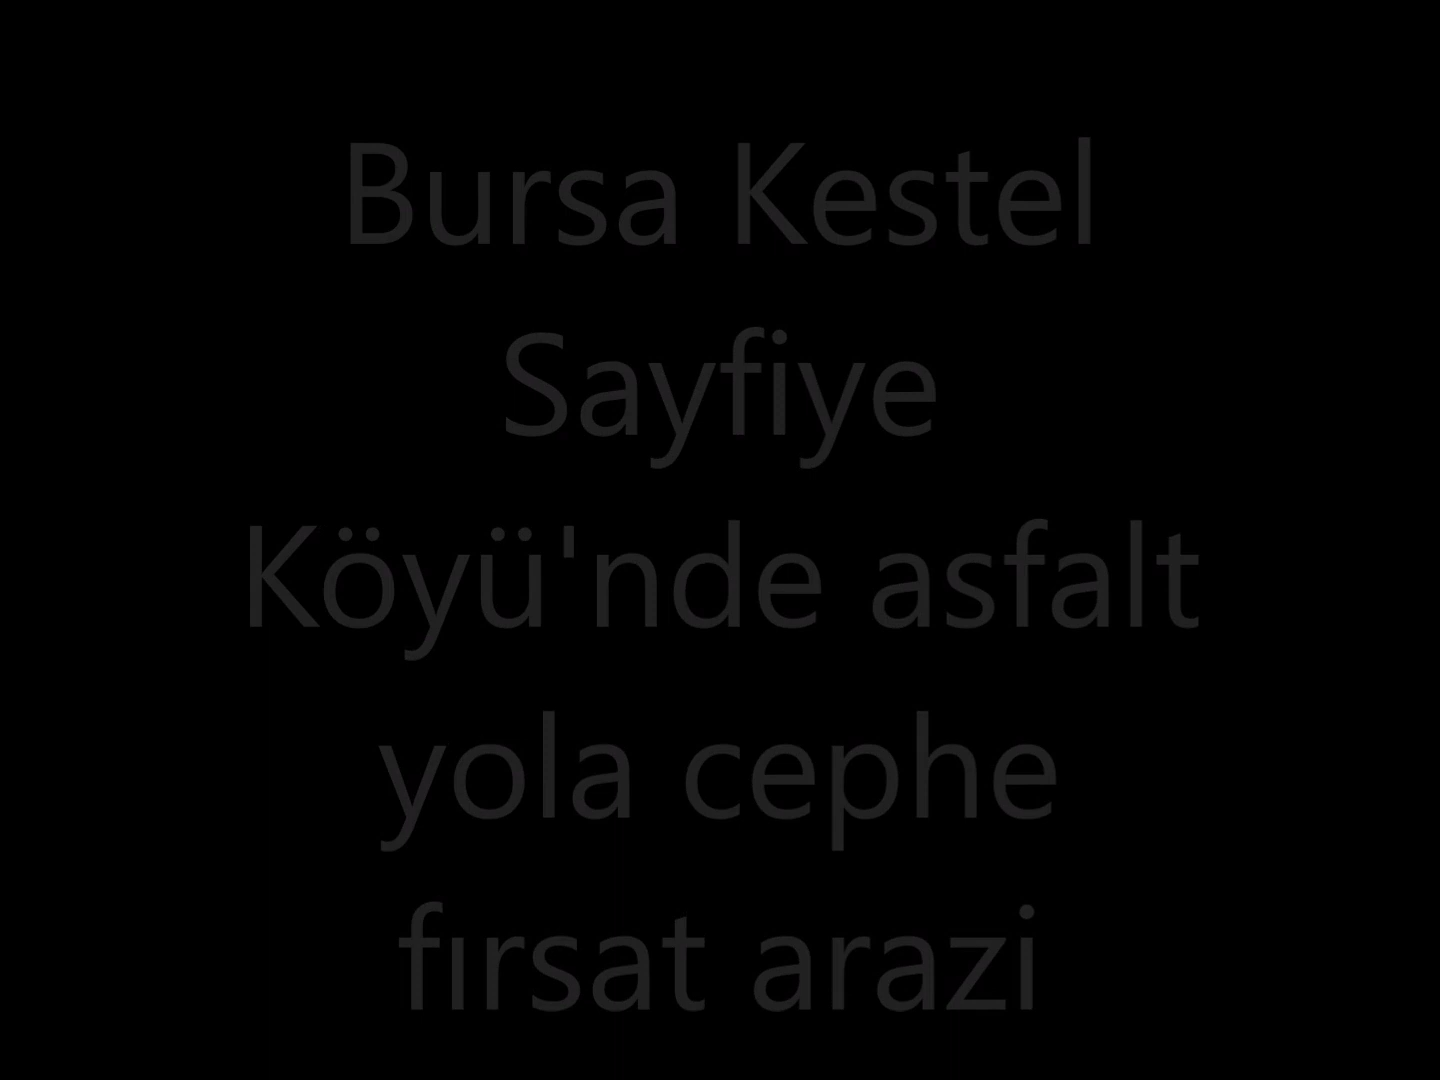 Bursa Kestel
Sayfiye
Köyü'nde asfalt
yola cephe
fırsat arazi